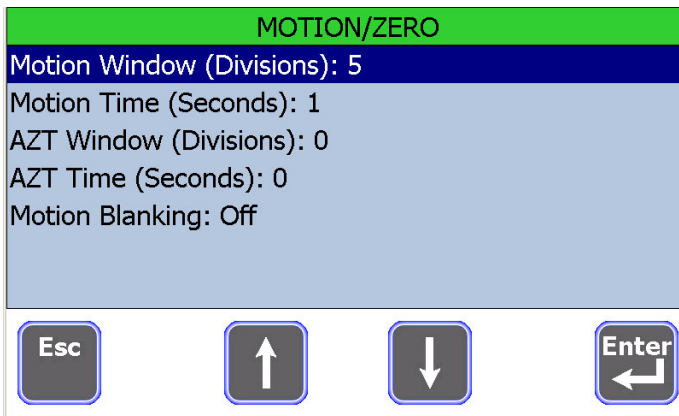 MOTION/ZERO
Motion Window (Divisions): 5
Motion Time (Seconds): 1
AZT Window (Divisions): 0
AZT Time (Seconds): 0
Motion Blanking: Off
Esc
Enter